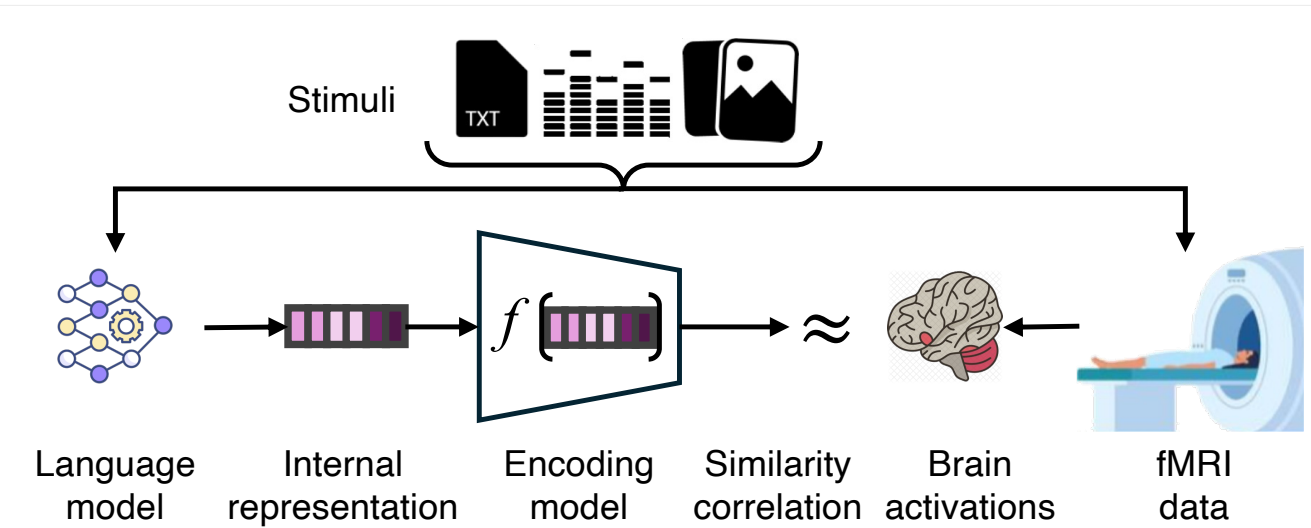 Stimuli
TXT
f ( )
≈
Language
model
Internal
representation
Encoding
model
Similarity
correlation
Brain
activations
fMRI
data